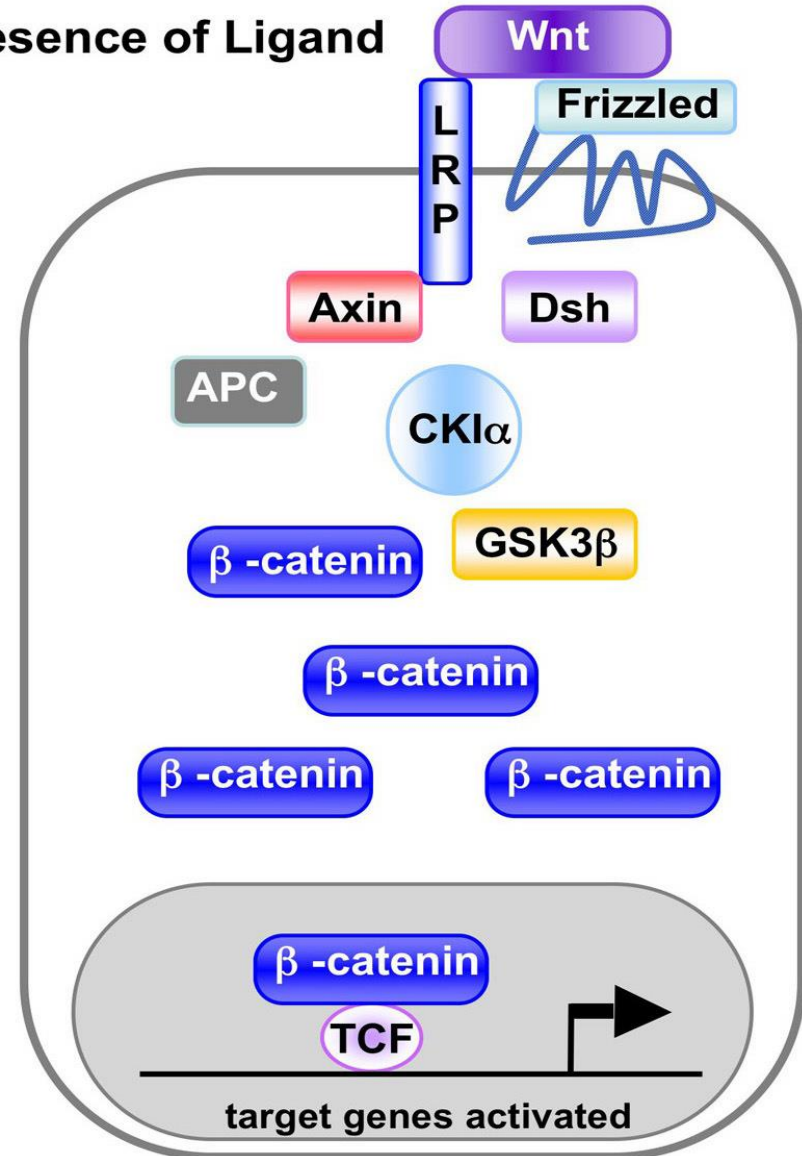 esence of Ligand
Wnt
Frizzled
L
R
P
Axin
Dsh
APC
CKIα
GSK3β
β -catenin
β -catenin
β -catenin
β -catenin
β -catenin
TCF
target genes activated